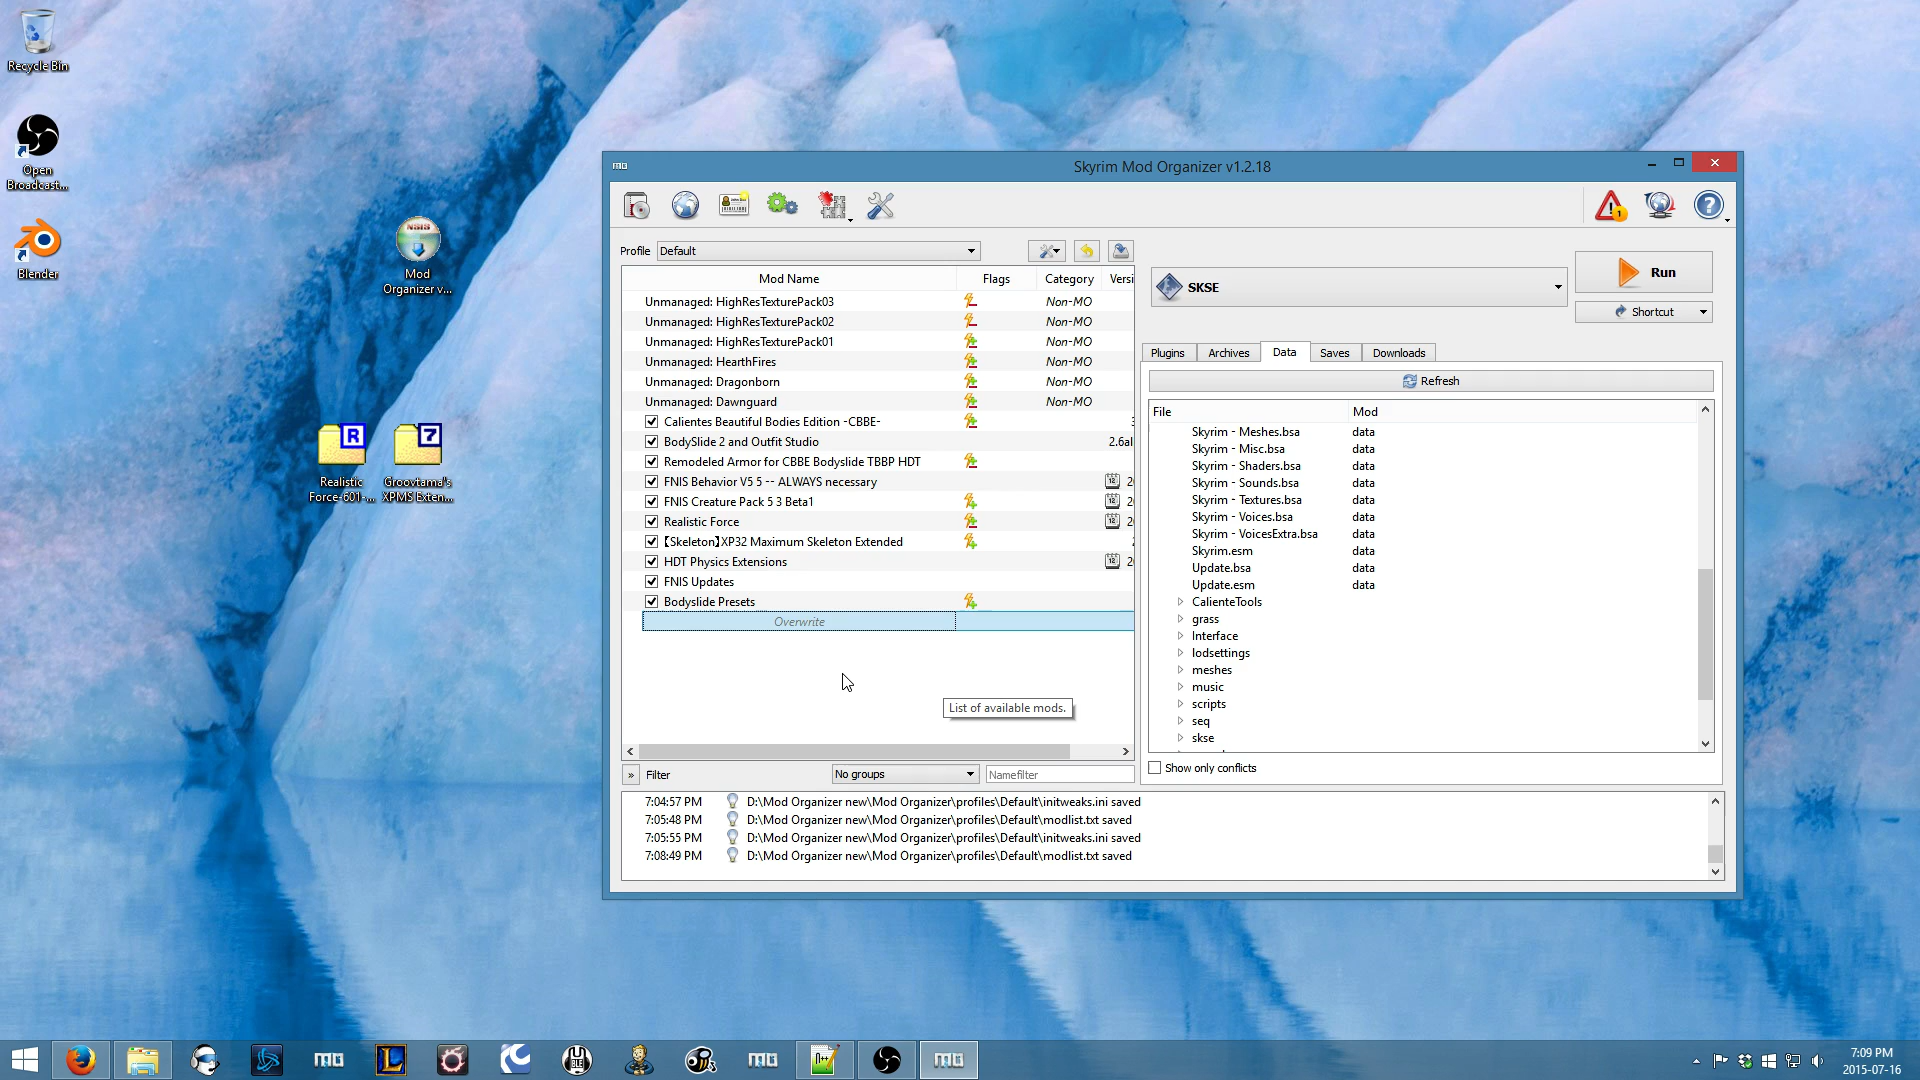 Recycle Bin
Open
Broadcast...
Blender
NSIS
Mod
Organizer v...
R
Realistic
Force-601-...
7
Groovtama's
XPMS Exten...
Skyrim Mod Organizer v1.2.18
Profile
Default
Mod Name
Flags
Category
Versi
Unmanaged: HighResTexturePack03
Non-MO
Unmanaged: HighResTexturePack02
Non-MO
Unmanaged: HighResTexturePack01
Non-MO
Unmanaged: HearthFires
Non-MO
Unmanaged: Dragonborn
Non-MO
Unmanaged: Dawnguard
Non-MO
Calientes Beautiful Bodies Edition -CBBE-
BodySlide 2 and Outfit Studio
2.6al
Remodeled Armor for CBBE Bodyslide TBBP HDT
FNIS Behavior V5 5 -- ALWAYS necessary
FNIS Creature Pack 5 3 Beta1
Realistic Force
【Skeleton】XP32 Maximum Skeleton Extended
HDT Physics Extensions
FNIS Updates
Bodyslide Presets
Overwrite
List of available mods.
Filter
No groups
Namefilter
SKSE
Run
Shortcut
Plugins
Archives
Data
Saves
Downloads
Refresh
File
Mod
Skyrim - Meshes.bsa
data
Skyrim - Misc.bsa
data
Skyrim - Shaders.bsa
data
Skyrim - Sounds.bsa
data
Skyrim - Textures.bsa
data
Skyrim - Voices.bsa
data
Skyrim - VoicesExtra.bsa
data
Skyrim.esm
data
Update.bsa
data
Update.esm
data
CalienteTools
grass
Interface
lodsettings
meshes
music
scripts
seq
skse
Show only conflicts
7:04:57 PM
D:\Mod Organizer new\Mod Organizer\profiles\Default\initweaks.ini saved
7:05:48 PM
D:\Mod Organizer new\Mod Organizer\profiles\Default\modlist.txt saved
7:05:55 PM
D:\Mod Organizer new\Mod Organizer\profiles\Default\initweaks.ini saved
7:08:49 PM
D:\Mod Organizer new\Mod Organizer\profiles\Default\modlist.txt saved
7:09 PM
2015-07-16